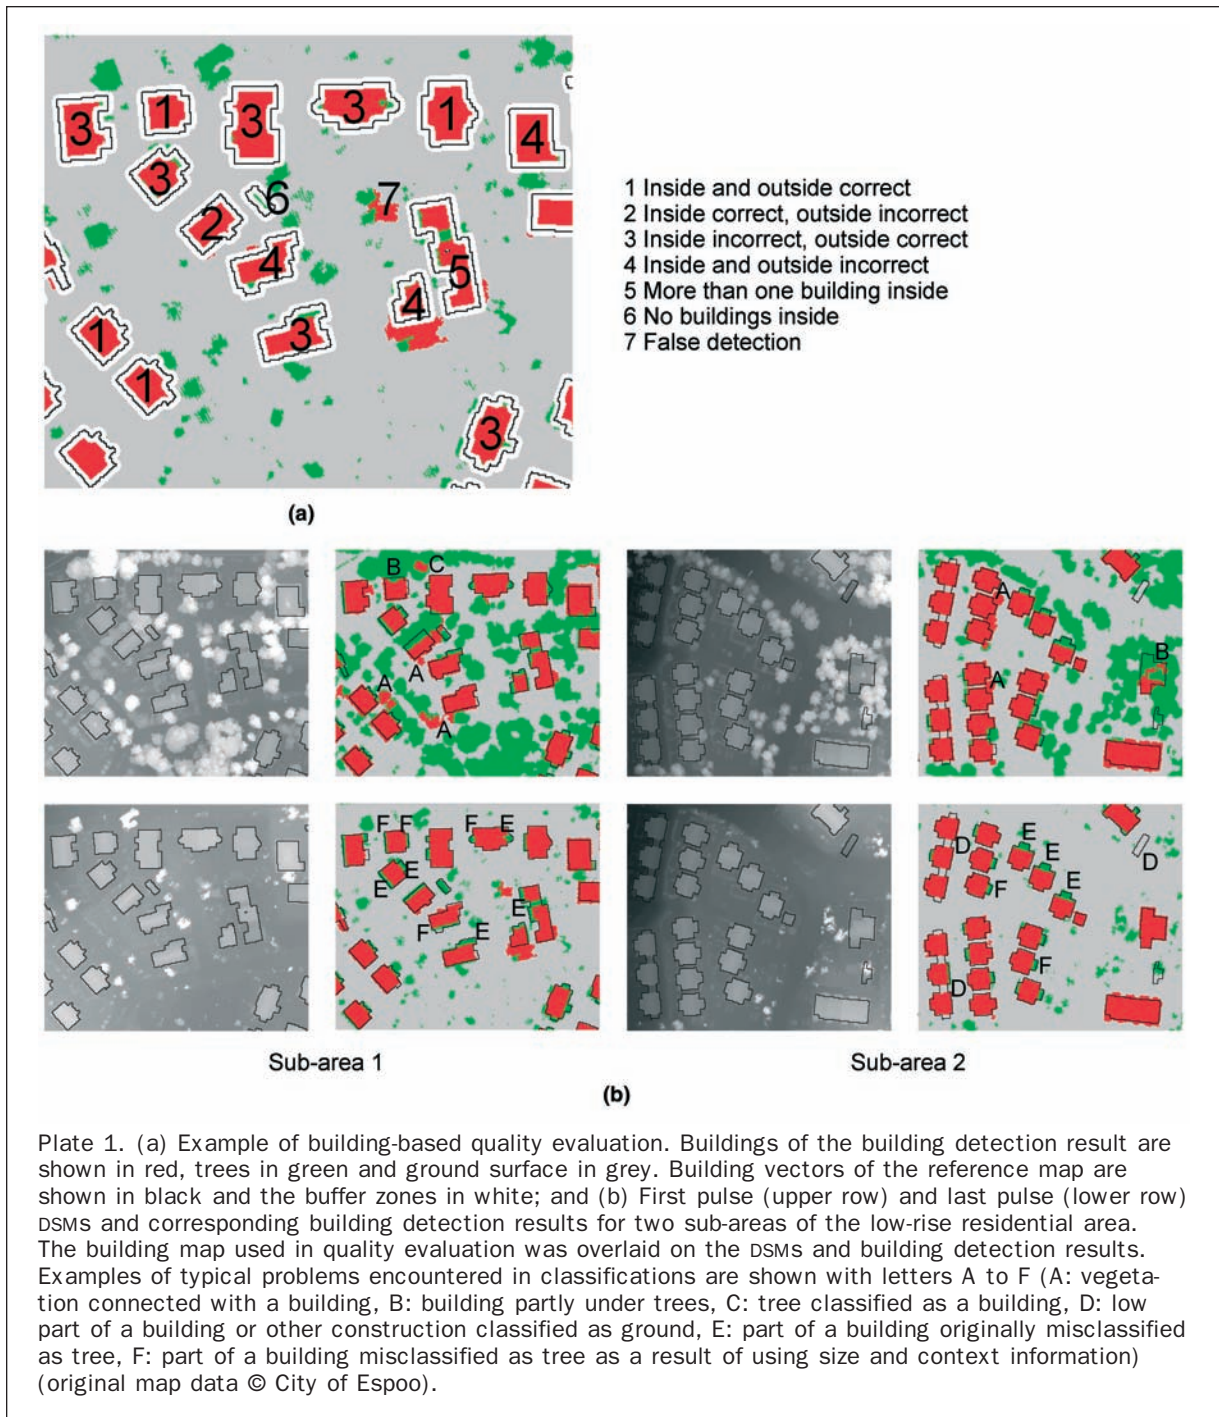 3
1
3
3
1
4
3
2
6
7
4
5
4
3
1
1
3
1 Inside and outside correct
2 Inside correct, outside incorrect
3 Inside incorrect, outside correct
4 Inside and outside incorrect
5 More than one building inside
6 No buildings inside
7 False detection
(a)
B
C
A
A
A
A
A
B
F
F
F
E
E
E
F
E
E
D
E
E
E
F
D
F
D
Sub-area 1
Sub-area 2
(b)
Plate 1. (a) Example of building-based quality evaluation. Buildings of the building detection result are
shown in red, trees in green and ground surface in grey. Building vectors of the reference map are
shown in black and the buffer zones in white; and (b) First pulse (upper row) and last pulse (lower row)
DSMs and corresponding building detection results for two sub-areas of the low-rise residential area.
The building map used in quality evaluation was overlaid on the DSMs and building detection results.
Examples of typical problems encountered in classifications are shown with letters A to F (A: vegeta-
tion connected with a building, B: building partly under trees, C: tree classified as a building, D: low
part of a building or other construction classified as ground, E: part of a building originally misclassified
as tree, F: part of a building misclassified as tree as a result of using size and context information)
(original map data © City of Espoo).